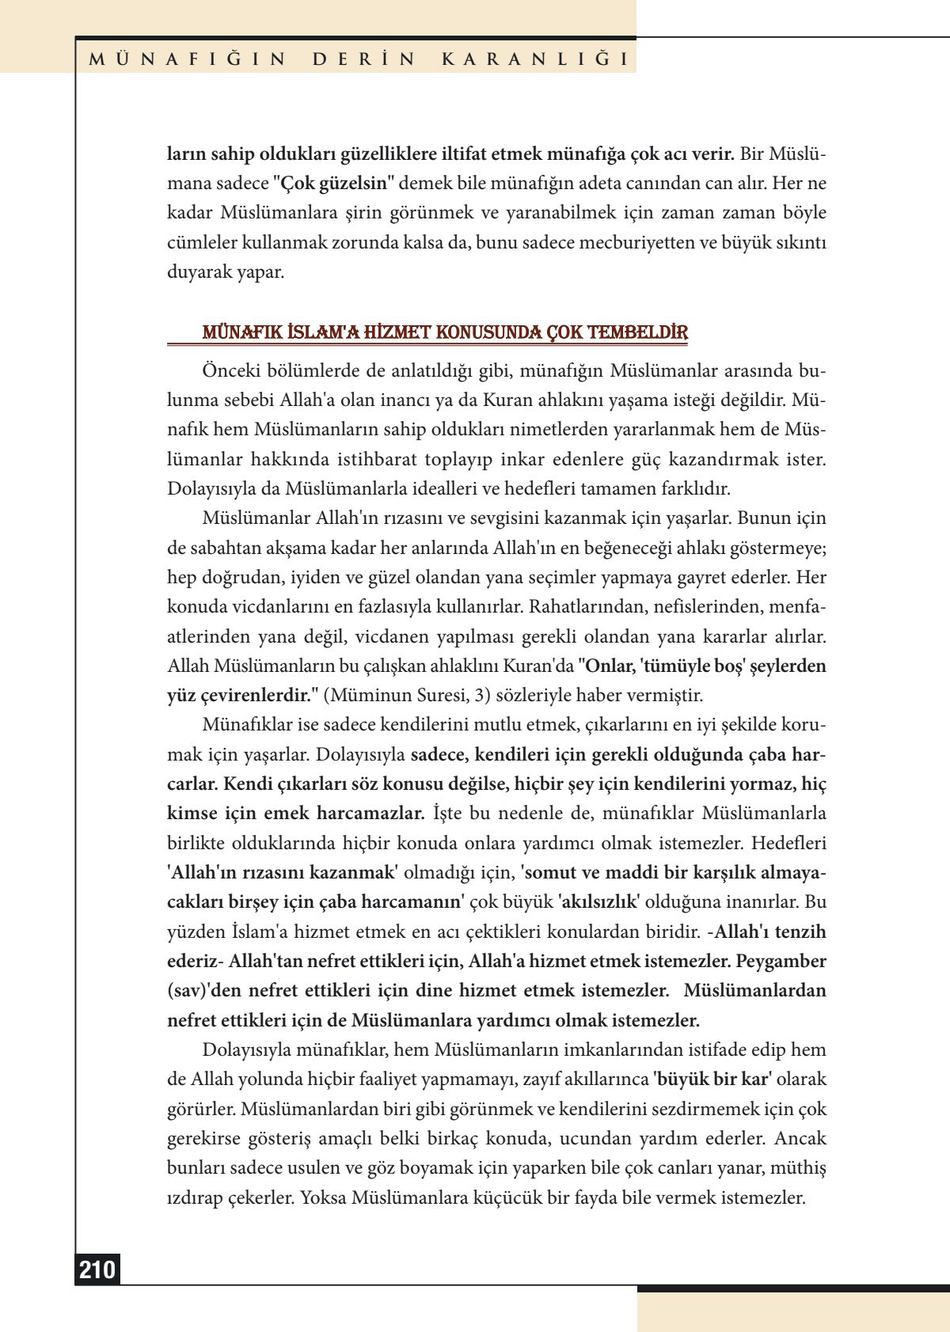 MÜNAFIĞIN DERİN KARANLIĞI
ların sahip oldukları güzelliklere iltifat etmek münafığa çok acı verir. Bir Müslü-
mana sadece "Çok güzelsin" demek bile münafığın adeta canından can alır. Her ne
kadar Müslümanlara şirin görünmek ve yaranabilmek için zaman zaman böyle
cümleler kullanmak zorunda kalsa da, bunu sadece mecburiyetten ve büyük sıkıntı
duyarak yapar.
MÜNAFIK İSLAM'A HİZMET KONUSUNDA ÇOK TEMBELDİR
Önceki bölümlerde de anlatıldığı gibi, münafığın Müslümanlar arasında bu-
lunma sebebi Allah'a olan inancı ya da Kuran ahlakını yaşama isteği değildir. Mü-
nafık hem Müslümanların sahip oldukları nimetlerden yararlanmak hem de Müs-
lümanlar hakkında istihbarat toplayıp inkar edenlere güç kazandırmak ister.
Dolayısıyla da Müslümanlarla idealleri ve hedefleri tamamen farklıdır.
Müslümanlar Allah'ın rızasını ve sevgisini kazanmak için yaşarlar. Bunun için
de sabahtan akşama kadar her anlarında Allah'ın en beğeneceği ahlakı göstermeye;
hep doğrudan, iyiden ve güzel olandan yana seçimler yapmaya gayret ederler. Her
konuda vicdanlarını en fazlasıyla kullanırlar. Rahatlarından, nefislerinden, menfa-
atlerinden yana değil, vicdanen yapılması gerekli olandan yana kararlar alırlar.
Allah Müslümanların bu çalışkan ahlaklını Kuran'da "Onlar, 'tümüyle boş' şeylerden
yüz çevirenlerdir." (Müminun Suresi, 3) sözleriyle haber vermiştir.
Münafıklar ise sadece kendilerini mutlu etmek, çıkarlarını en iyi şekilde koru-
mak için yaşarlar. Dolayısıyla sadece, kendileri için gerekli olduğunda çaba har-
carlar. Kendi çıkarları söz konusu değilse, hiçbir şey için kendilerini yormaz, hiç
kimse için emek harcamazlar. İşte bu nedenle de, münafıklar Müslümanlarla
birlikte olduklarında hiçbir konuda onlara yardımcı olmak istemezler. Hedefleri
'Allah'ın rızasını kazanmak' olmadığı için, 'somut ve maddi bir karşılık almaya-
cakları birşey için çaba harcamanın' çok büyük 'akılsızlık' olduğuna inanırlar. Bu
yüzden İslam'a hizmet etmek en acı çektikleri konulardan biridir. -Allah'ı tenzih
ederiz- Allah'tan nefret ettikleri için, Allah'a hizmet etmek istemezler. Peygamber
(sav)'den nefret ettikleri için dine hizmet etmek istemezler. Müslümanlardan
nefret ettikleri için de Müslümanlara yardımcı olmak istemezler.
Dolayısıyla münafıklar, hem Müslümanların imkanlarından istifade edip hem
de Allah yolunda hiçbir faaliyet yapmamayı, zayıf akıllarınca 'büyük bir kar' olarak
görürler. Müslümanlardan biri gibi görünmek ve kendilerini sezdirmemek için çok
gerekirse gösteriş amaçlı belki birkaç konuda, ucundan yardım ederler. Ancak
bunları sadece usulen ve göz boyamak için yaparken bile çok canları yanar, müthiş
ızdırap çekerler. Yoksa Müslümanlara küçücük bir fayda bile vermek istemezler.
210